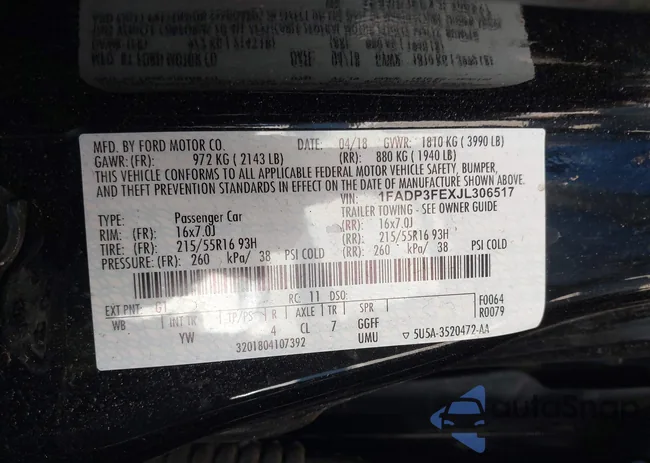 MFD. BY FORD MOTOR CO. DATE: 04/18 GVWR: 1810 KG ( 3990 LB)
GAWR: (FR): 972 KG ( 2143 LB) (RR): 880 KG ( 1940 LB)
THIS VEHICLE CONFORMS TO ALL APPLICABLE FEDERAL MOTOR VEHICLE SAFETY, BUMPER,
AND THEFT PREVENTION STANDARDS IN EFFECT ON THE DATE OF MANUFACTURE SHOWN ABOVE.
VIN: 1FADP3FEXJL306517
TYPE: Passenger Car TRAILER TOWING - SEE OWNER GUIDE
RIM: (FR): 16x7.0J (RR): 16x7.0J
TIRE: (FR): 215/55R16 93H (RR): 215/55R16 93H
PRESSURE: (FR): 260 kPa/ 38 PSI COLD (RR): 260 kPa/ 38 PSI COLD
EXT PNT: G1 RC: 11 DSO: F0064
WB INT TR TP/PS R AXLE TR SPR R0079
YW 4 CL 7 GGFF
UMU 5U5A-3520472-AA
3201804107392
autoSnap